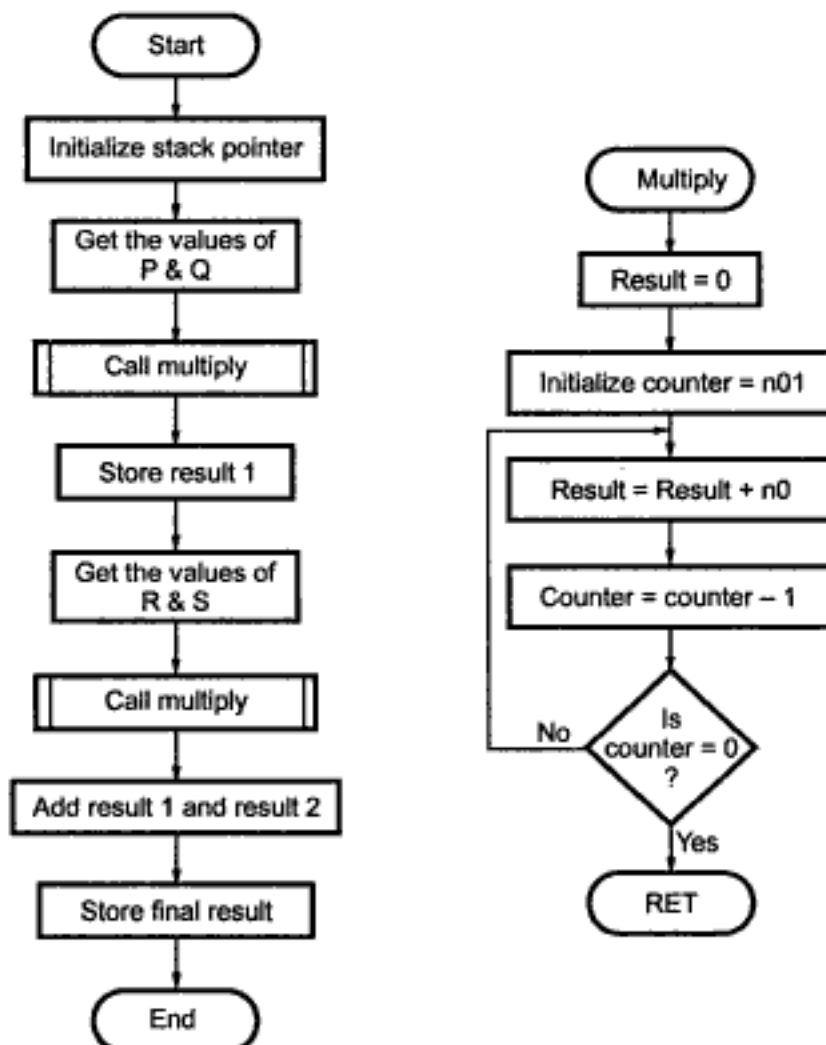 Start
Initialize stack pointer
Get the values of
P & Q
Call multiply
Store result 1
Get the values of
R & S
Call multiply
Add result 1 and result 2
Store final result
End
Multiply
Result = 0
Initialize counter = n01
Result = Result + n0
Counter = counter – 1
Is
counter = 0
?
No
Yes
RET